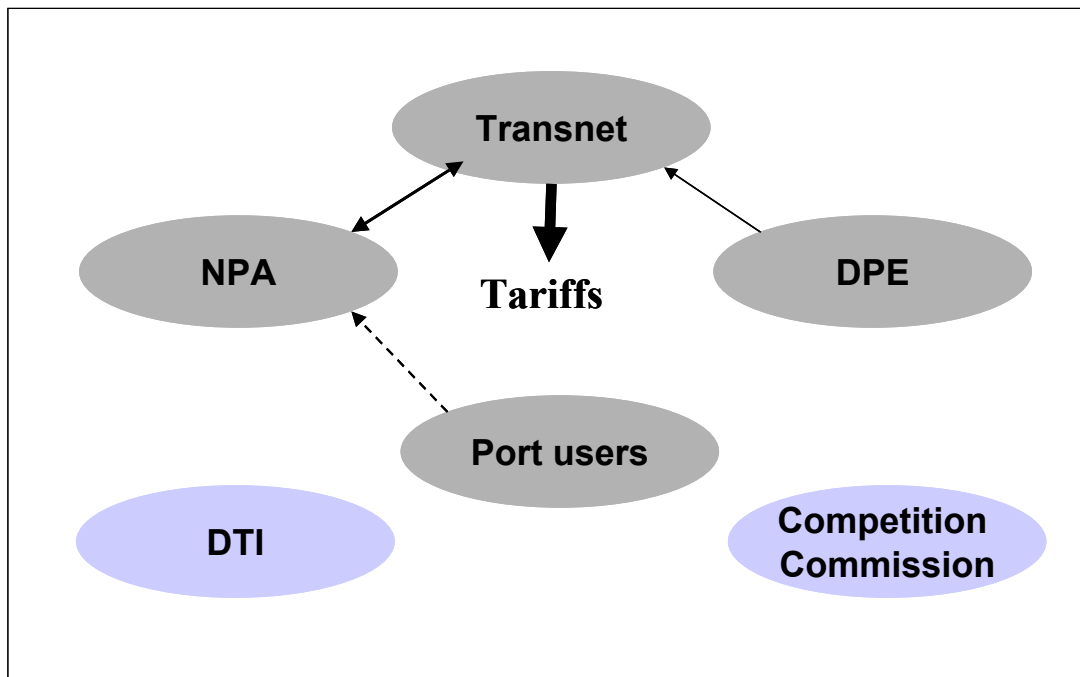 Transnet
NPA
DPE
Tariffs
Port users
DTI
Competition
Commission